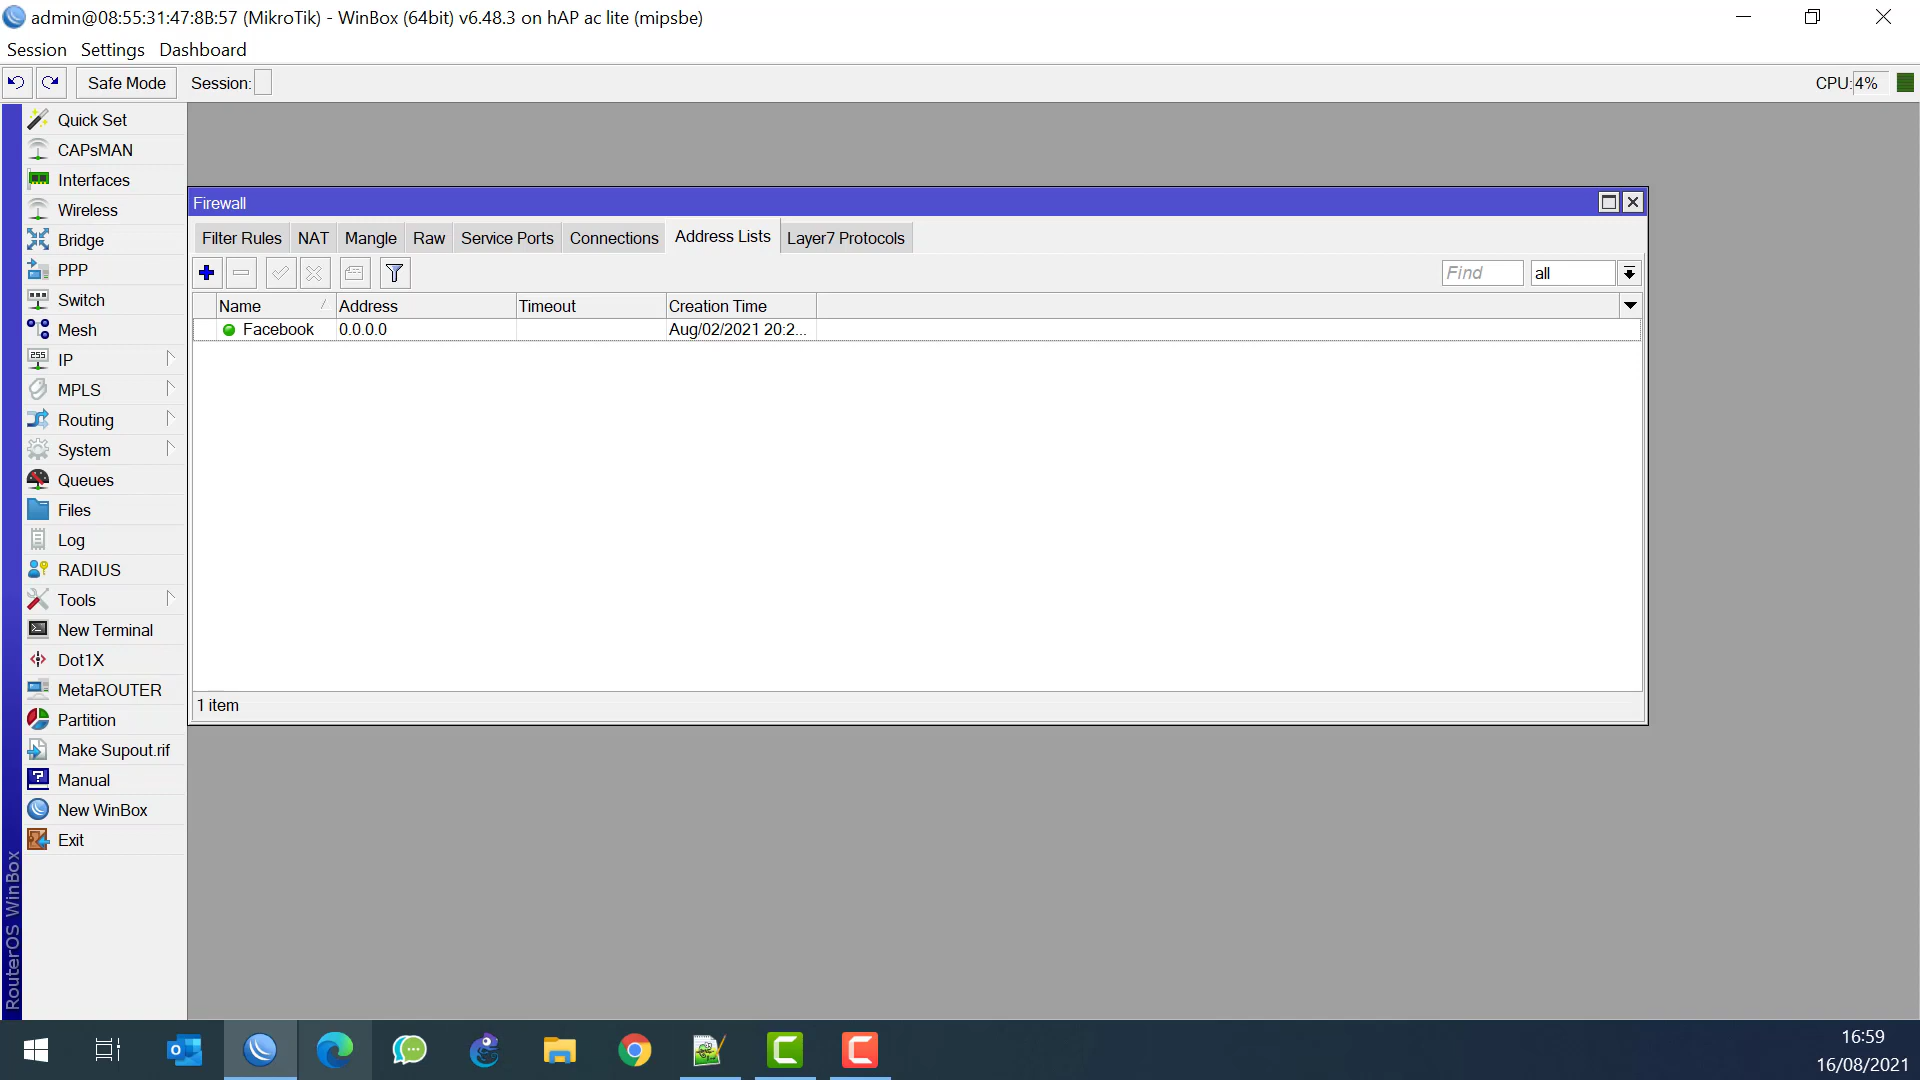 admin@08:55:31:47:8B:57 (MikroTik) - WinBox (64bit) v6.48.3 on hAP ac lite (mipsbe)
Session Settings Dashboard
Safe Mode Session: CPU: 4%
Quick Set
CAPsMAN
Interfaces
Wireless
Bridge
PPP
Switch
Mesh
IP
MPLS
Routing
System
Queues
Files
Log
RADIUS
Tools
New Terminal
Dot1X
MetaROUTER
Partition
Make Supout.rif
Manual
New WinBox
Exit
RouterOS WinBox
Firewall
Filter Rules NAT Mangle Raw Service Ports Connections Address Lists Layer7 Protocols
Find all
Name Address Timeout Creation Time
Facebook 0.0.0.0 Aug/02/2021 20:2...
1 item
16:59
16/08/2021